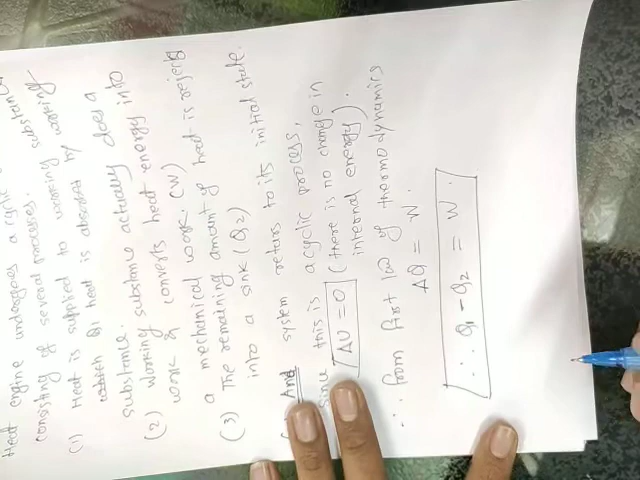 Heat engine undergoes a cyclic
consisting of several processes.
(1) Heat is supplied to working substance
Q1 heat is absorbed by working
substance.
(2) Working substance actually does a
work & converts heat energy into
a mechanical work (W)
(3) The remaining amount of heat is rejecy
into a sink (Q2)
And system retuns to its initial state.
since this is a cyclic process,
ΔU = 0 (there is no change in
internal energy).
∴ from first law of thermodynamics
ΔQ = W.
∴ Q1 - Q2 = W.